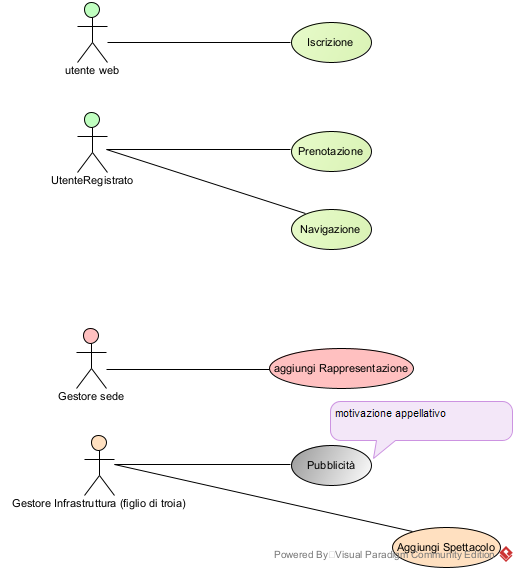 utente web
Iscrizione
UtenteRegistrato
Prenotazione
Navigazione
Gestore sede
aggiungi Rappresentazione
motivazione appellativo
Gestore Infrastruttura (figlio di troia)
Pubblicità
Aggiungi Spettacolo
Powered By Visual Paradigm Community Edition